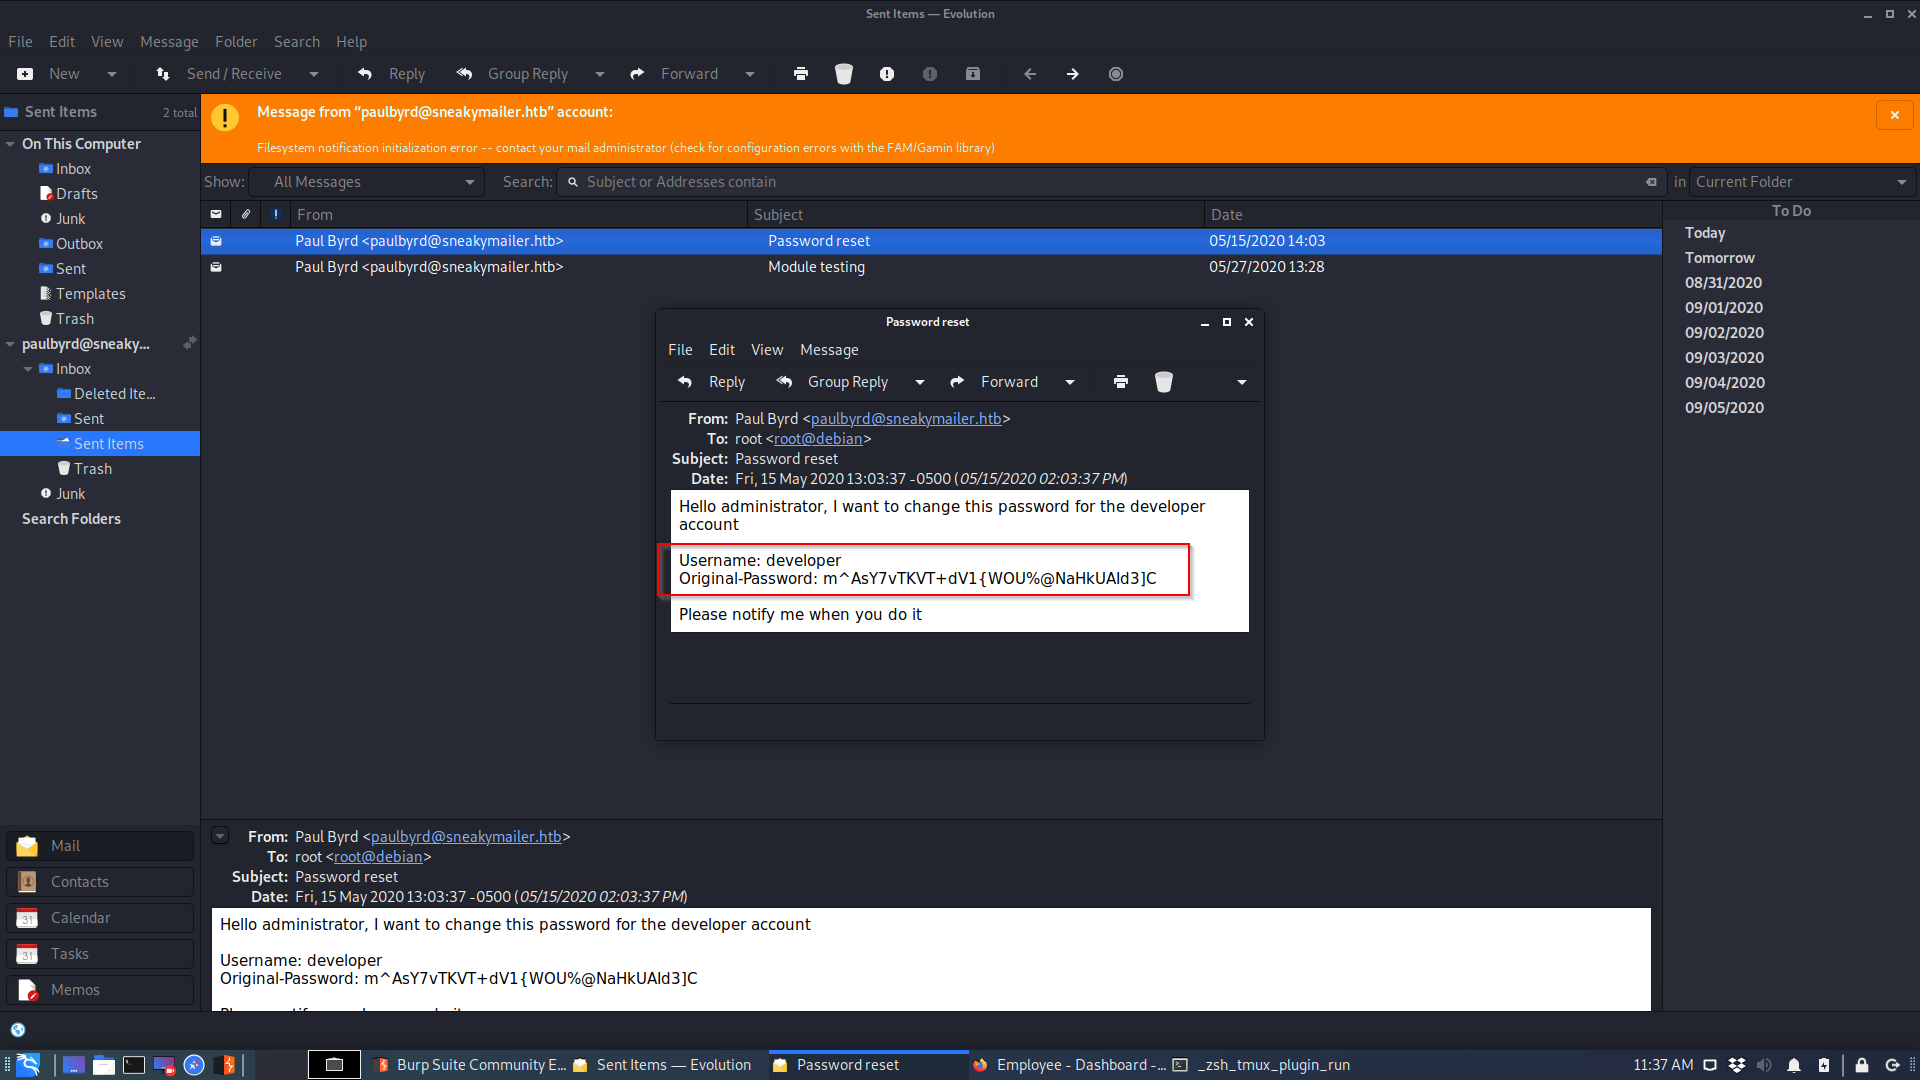 Sent Items — Evolution
File Edit View Message Folder Search Help
New Send / Receive Reply Group Reply Forward
Sent Items 2 total
Message from “paulbyrd@sneakymailer.htb” account:
Filesystem notification initialization error -- contact your mail administrator (check for configuration errors with the FAM/Gamin library)
On This Computer
Inbox
Drafts
Junk
Outbox
Sent
Templates
Trash
paulbyrd@sneaky...
Inbox
Deleted Ite...
Sent
Sent Items
Trash
Junk
Search Folders
Show: All Messages Search: Subject or Addresses contain in Current Folder
From Subject Date
Paul Byrd <paulbyrd@sneakymailer.htb> Password reset 05/15/2020 14:03
Paul Byrd <paulbyrd@sneakymailer.htb> Module testing 05/27/2020 13:28
To Do
Today
Tomorrow
08/31/2020
09/01/2020
09/02/2020
09/03/2020
09/04/2020
09/05/2020
Password reset
File Edit View Message
Reply Group Reply Forward
From: Paul Byrd <paulbyrd@sneakymailer.htb>
To: root <root@debian>
Subject: Password reset
Date: Fri, 15 May 2020 13:03:37 -0500 (05/15/2020 02:03:37 PM)
Hello administrator, I want to change this password for the developer
account
Username: developer
Original-Password: m^AsY7vTKVT+dV1{WOU%@NaHkUAId3]C
Please notify me when you do it
From: Paul Byrd <paulbyrd@sneakymailer.htb>
To: root <root@debian>
Subject: Password reset
Date: Fri, 15 May 2020 13:03:37 -0500 (05/15/2020 02:03:37 PM)
Hello administrator, I want to change this password for the developer account
Username: developer
Original-Password: m^AsY7vTKVT+dV1{WOU%@NaHkUAId3]C
Mail
Contacts
Calendar
Tasks
Memos
Burp Suite Community E... Sent Items — Evolution Password reset Employee - Dashboard -... _zsh_tmux_plugin_run 11:37 AM